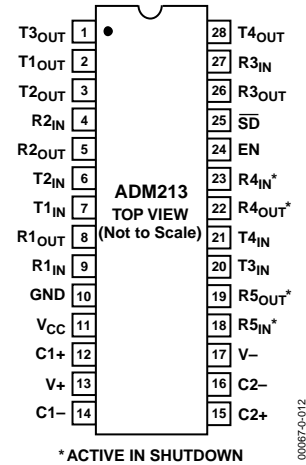 T3OUT 1
T1OUT 2
T2OUT 3
R2IN 4
R2OUT 5
T2IN 6
T1IN 7
R1OUT 8
R1IN 9
GND 10
VCC 11
C1+ 12
V+ 13
C1– 14
ADM213
TOP VIEW
(Not to Scale)
28 T4OUT
27 R3IN
26 R3OUT
25 SD
24 EN
23 R4IN*
22 R4OUT*
21 T4IN
20 T3IN
19 R5OUT*
18 R5IN*
17 V–
16 C2–
15 C2+
* ACTIVE IN SHUTDOWN
00067-0-012